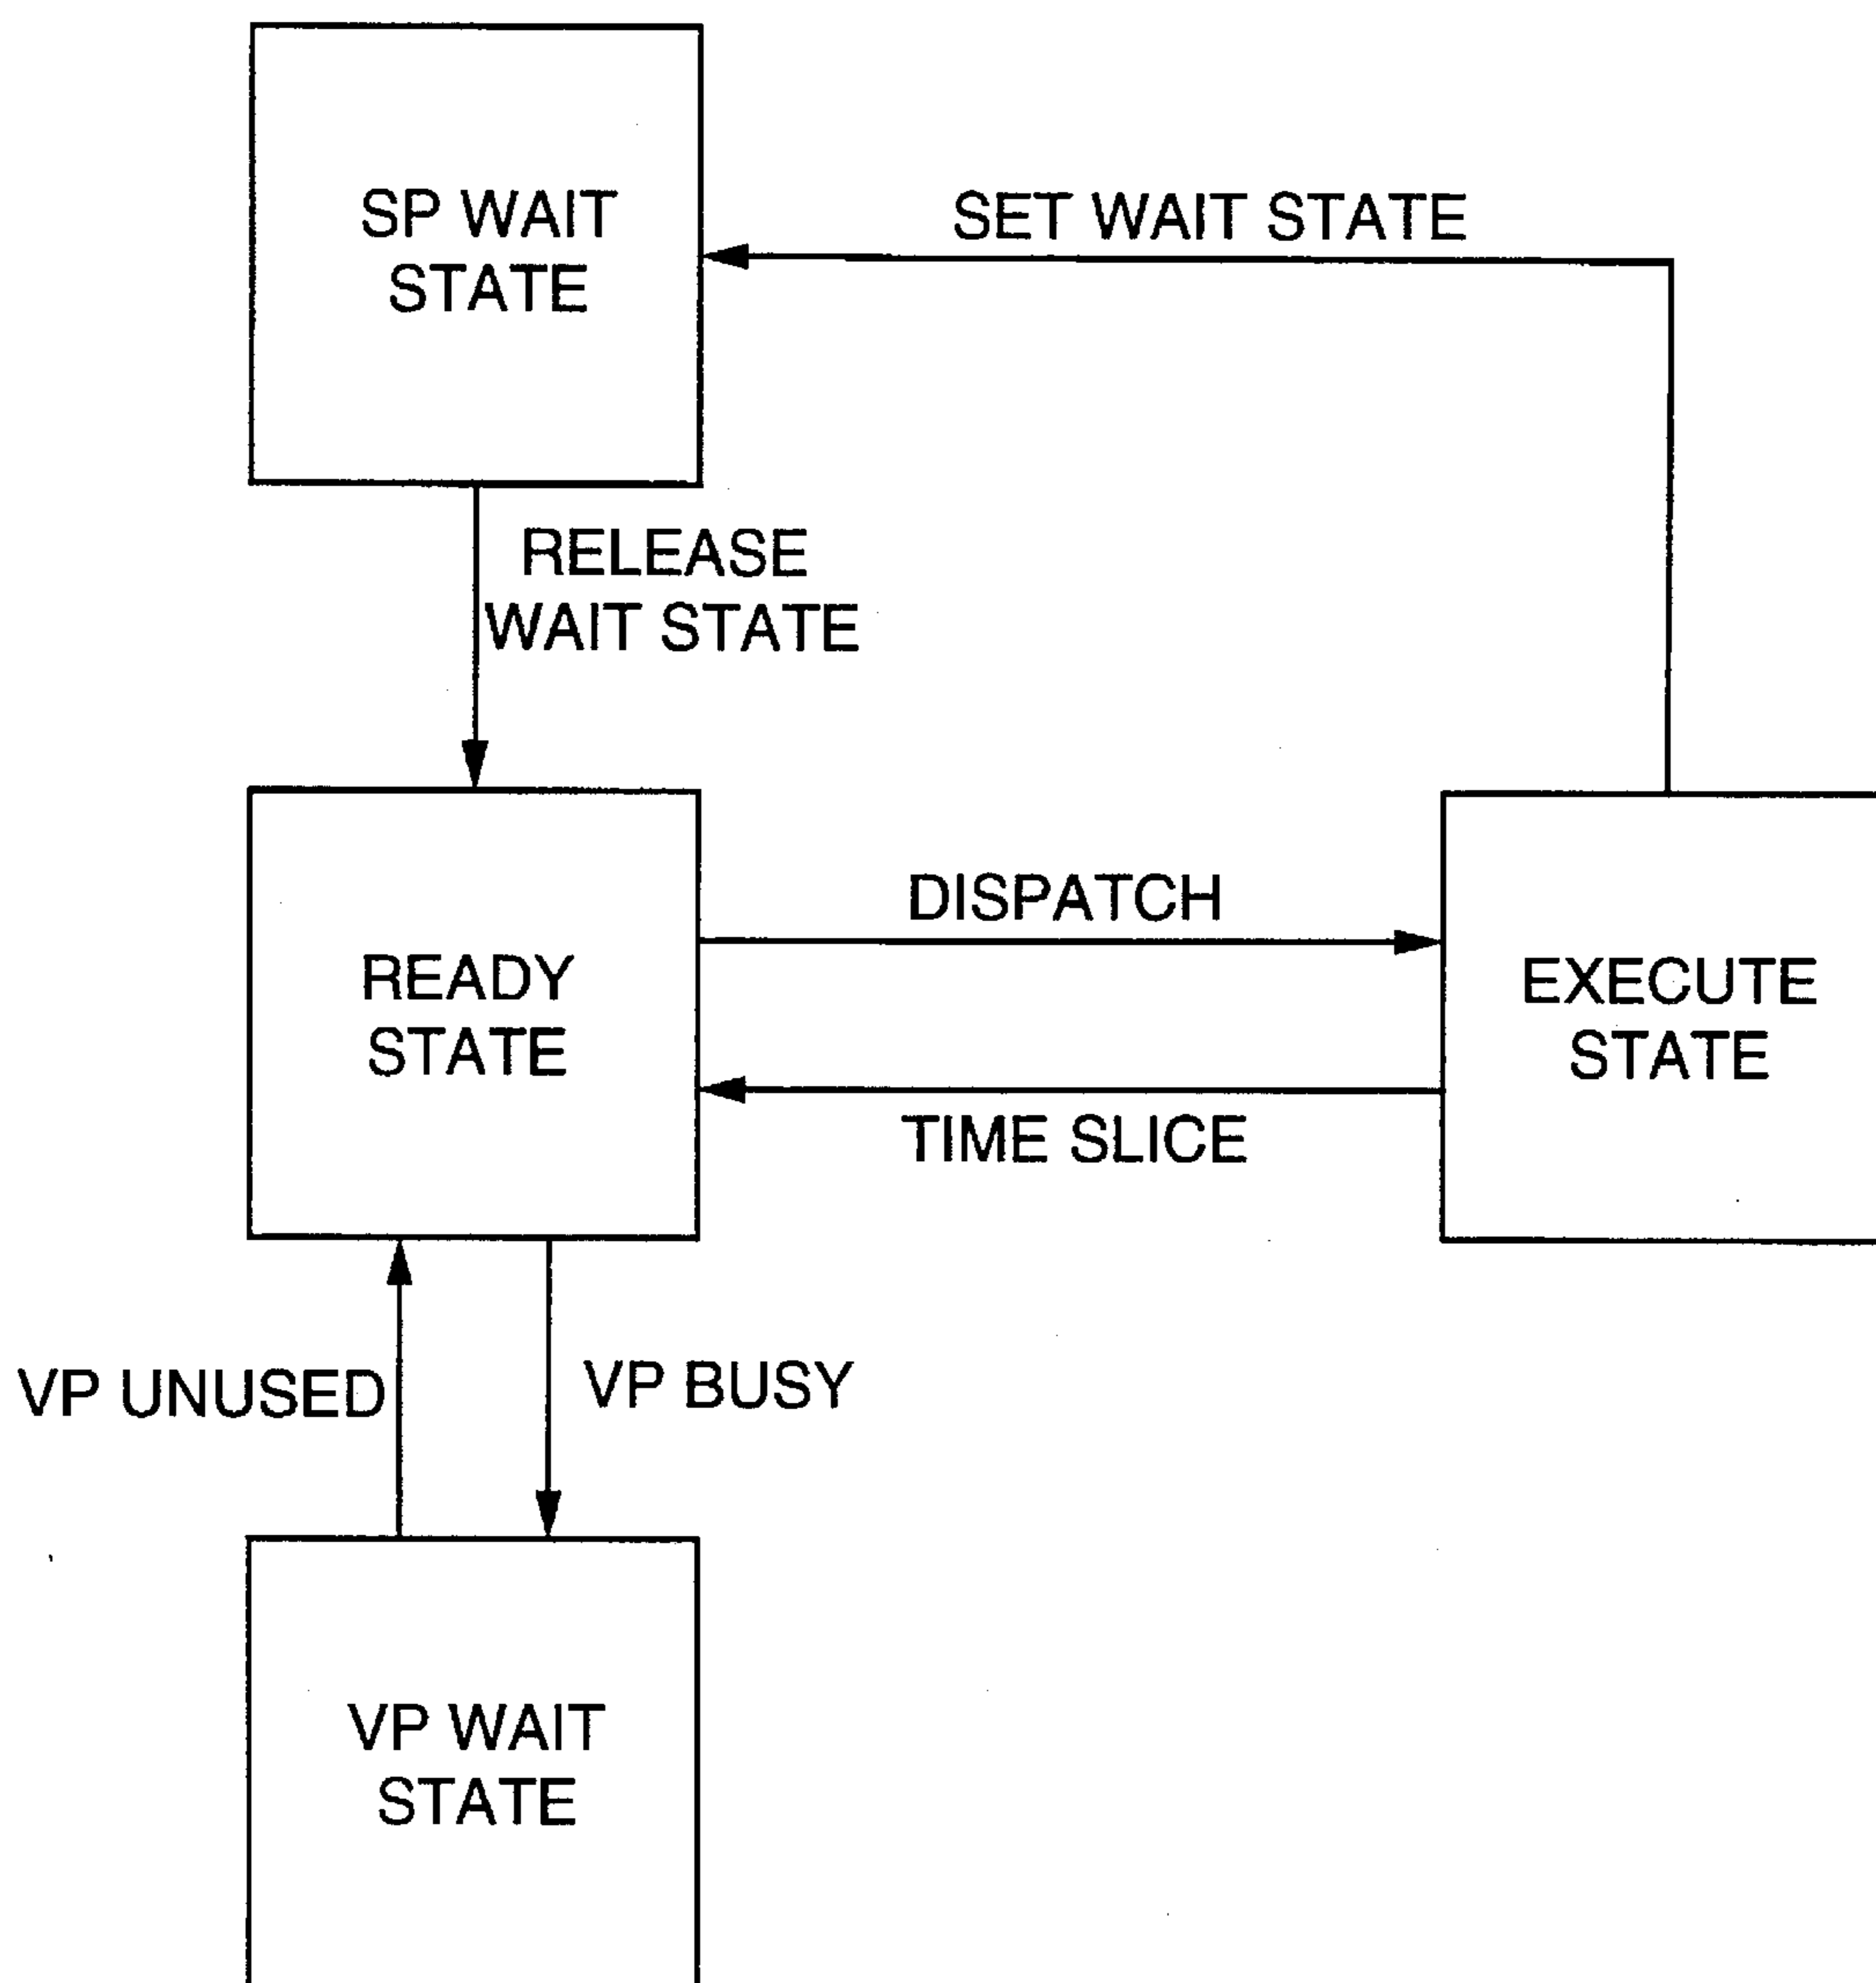 SP WAIT
STATE
SET WAIT STATE
RELEASE
WAIT STATE
DISPATCH
READY
STATE
EXECUTE
STATE
TIME SLICE
VP UNUSED
VP BUSY
VP WAIT
STATE